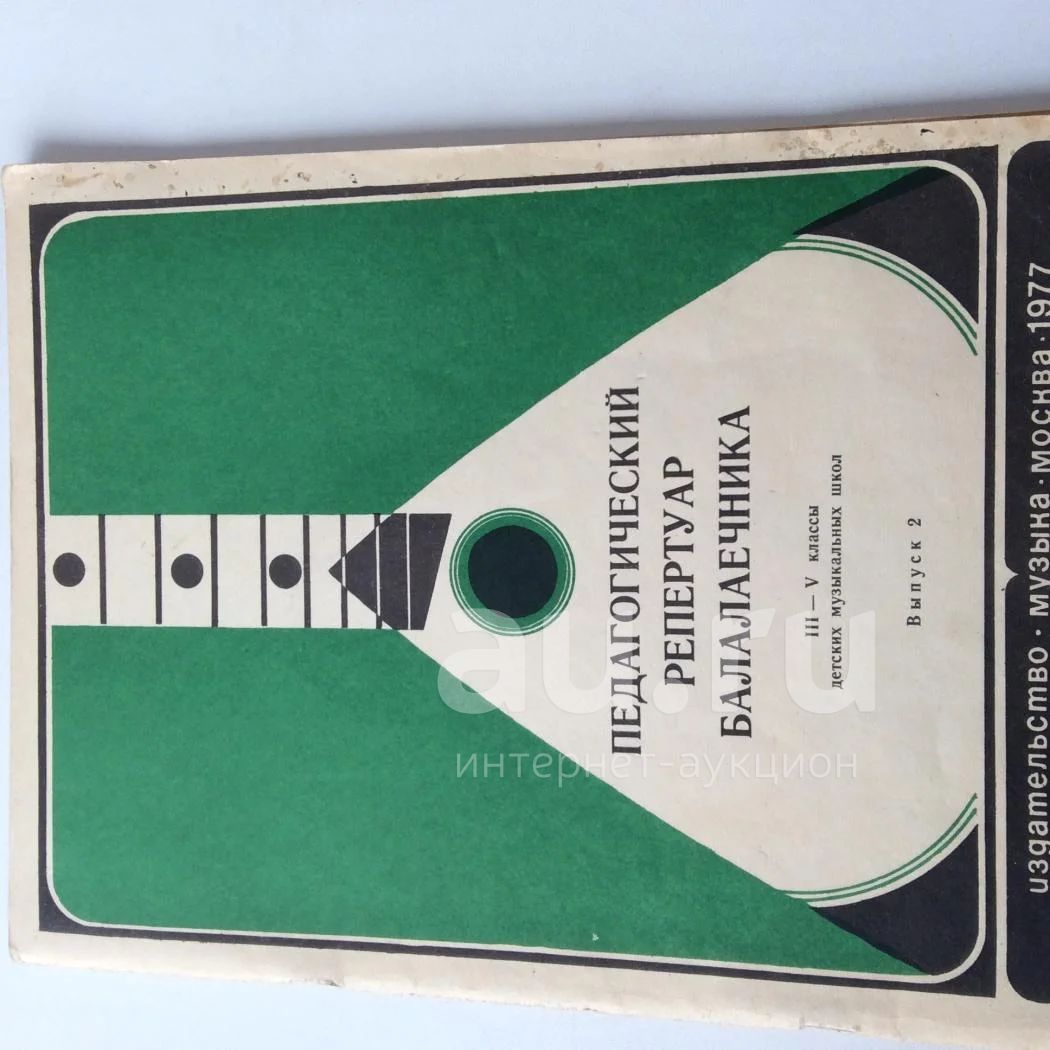 ПЕДАГОГИЧЕСКИЙ
РЕПЕРТУАР
БАЛАЛАЕЧНИКА
III — V классы
детских музыкальных школ
Выпуск 2
издательство · музыка · москва · 1977
au.ru
интернет-аукцион